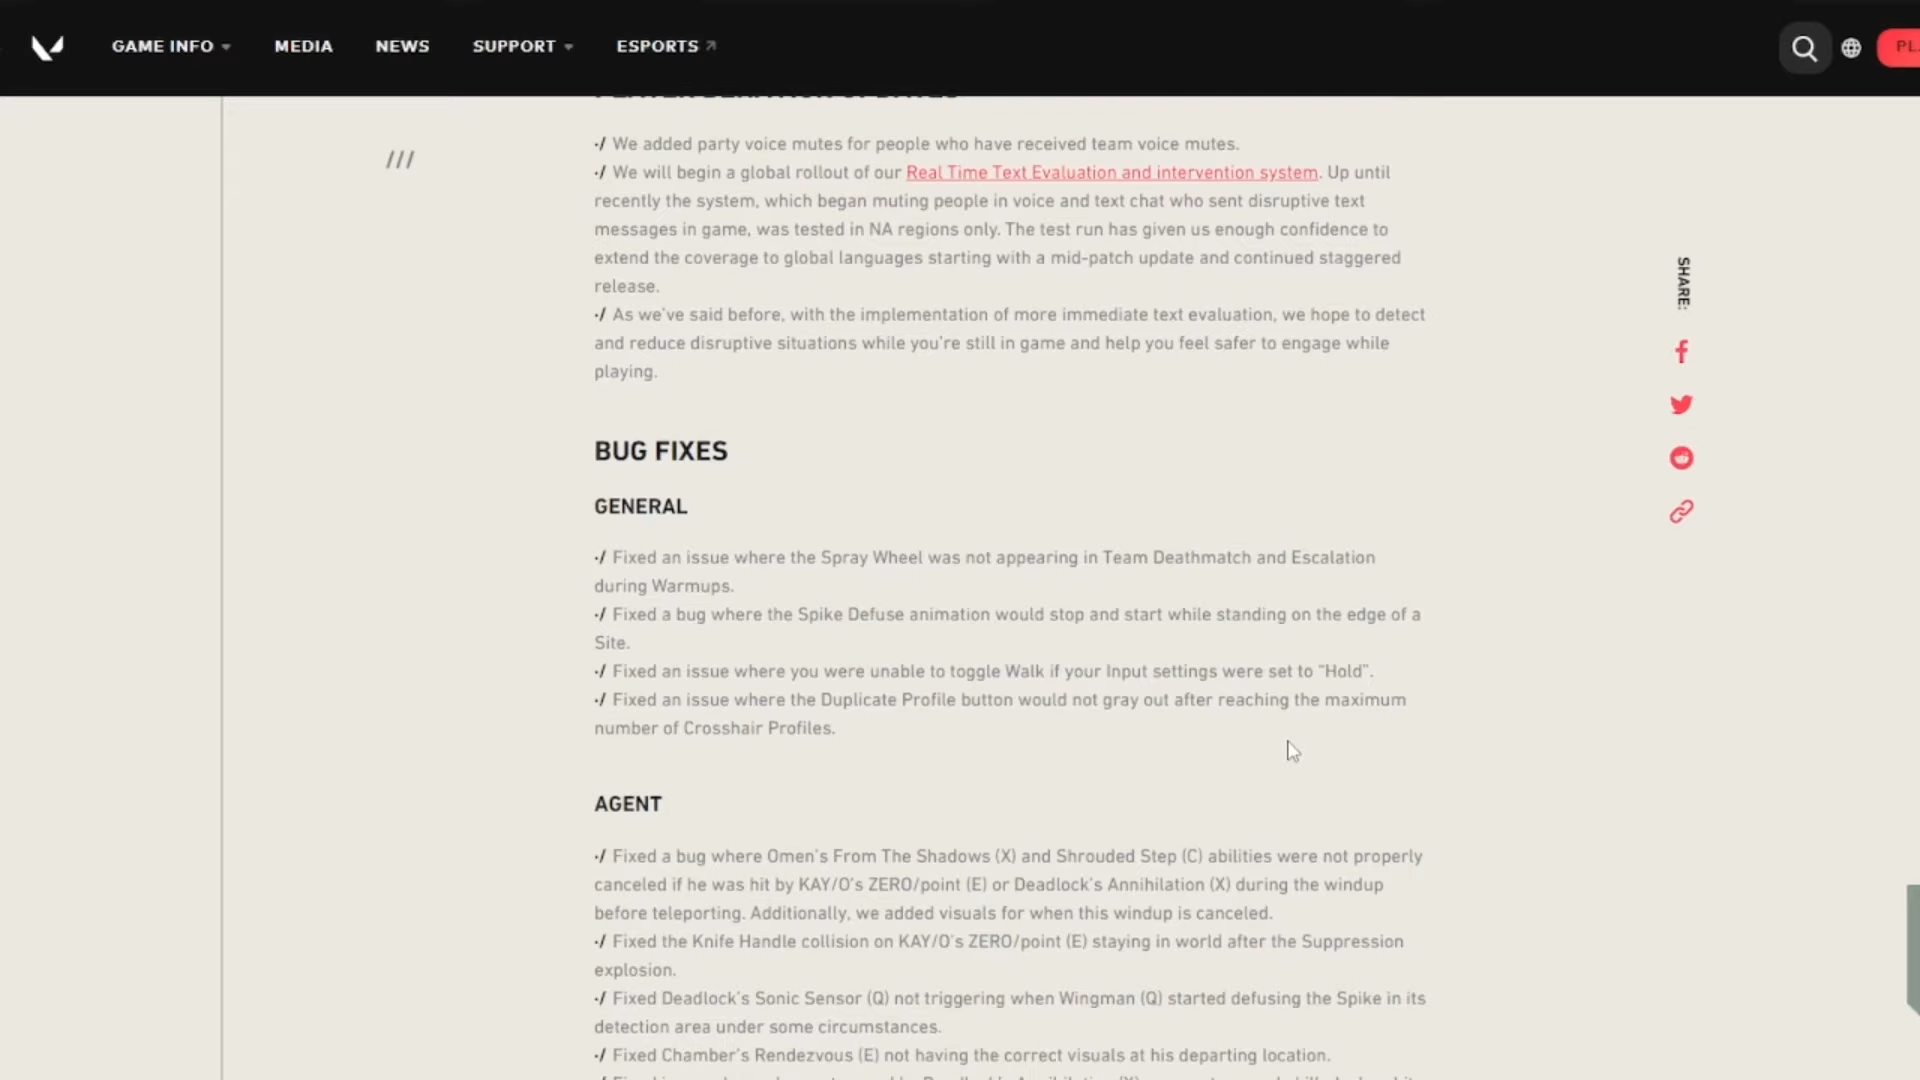 GAME INFO MEDIA NEWS SUPPORT ESPORTS
·/ We added party voice mutes for people who have received team voice mutes.
///
·/ We will begin a global rollout of our Real Time Text Evaluation and intervention system. Up until
recently the system, which began muting people in voice and text chat who sent disruptive text
messages in game, was tested in NA regions only. The test run has given us enough confidence to
extend the coverage to global languages starting with a mid-patch update and continued staggered
release.
·/ As we've said before, with the implementation of more immediate text evaluation, we hope to detect
and reduce disruptive situations while you're still in game and help you feel safer to engage while
playing.
SHARE:
BUG FIXES
GENERAL
·/ Fixed an issue where the Spray Wheel was not appearing in Team Deathmatch and Escalation
during Warmups.
·/ Fixed a bug where the Spike Defuse animation would stop and start while standing on the edge of a
Site.
·/ Fixed an issue where you were unable to toggle Walk if your Input settings were set to “Hold”.
·/ Fixed an issue where the Duplicate Profile button would not gray out after reaching the maximum
number of Crosshair Profiles.
AGENT
·/ Fixed a bug where Omen's From The Shadows (X) and Shrouded Step (C) abilities were not properly
canceled if he was hit by KAY/O's ZERO/point (E) or Deadlock's Annihilation (X) during the windup
before teleporting. Additionally, we added visuals for when this windup is canceled.
·/ Fixed the Knife Handle collision on KAY/O's ZERO/point (E) staying in world after the Suppression
explosion.
·/ Fixed Deadlock's Sonic Sensor (Q) not triggering when Wingman (Q) started defusing the Spike in its
detection area under some circumstances.
·/ Fixed Chamber's Rendezvous (E) not having the correct visuals at his departing location.